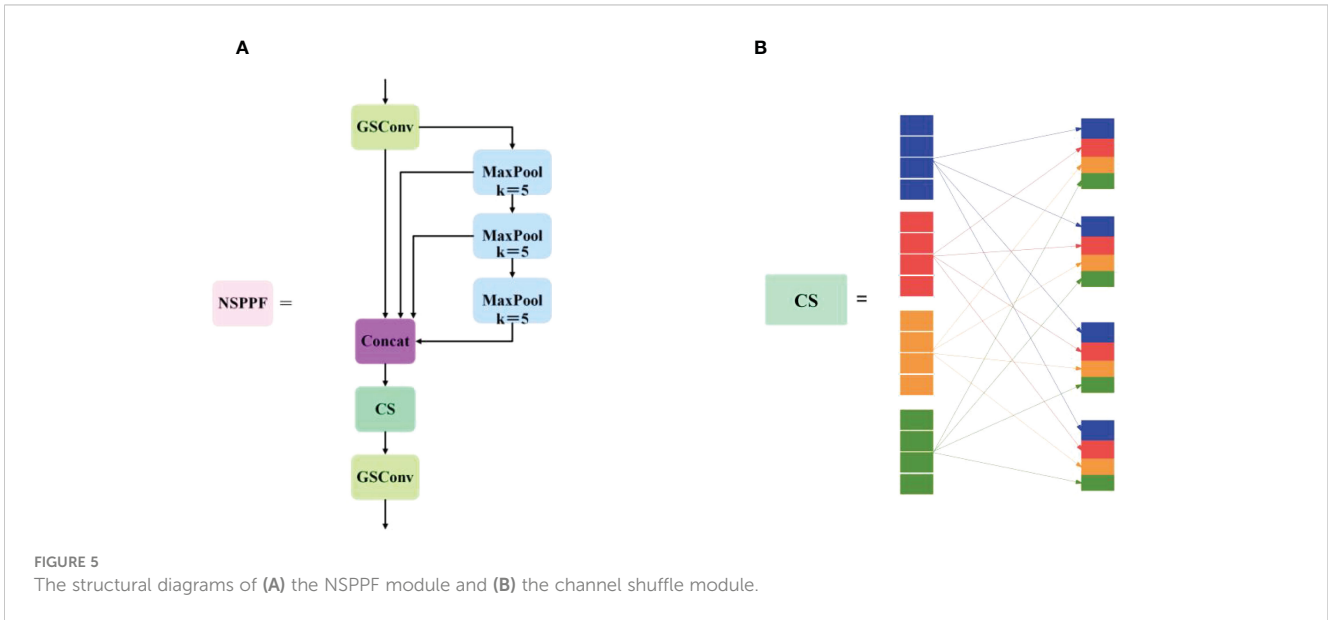 A
GSConv
MaxPool
k=5
MaxPool
k=5
NSPPF =
MaxPool
k=5
Concat
CS
GSConv
B
CS =
FIGURE 5
The structural diagrams of (A) the NSPPF module and (B) the channel shuffle module.